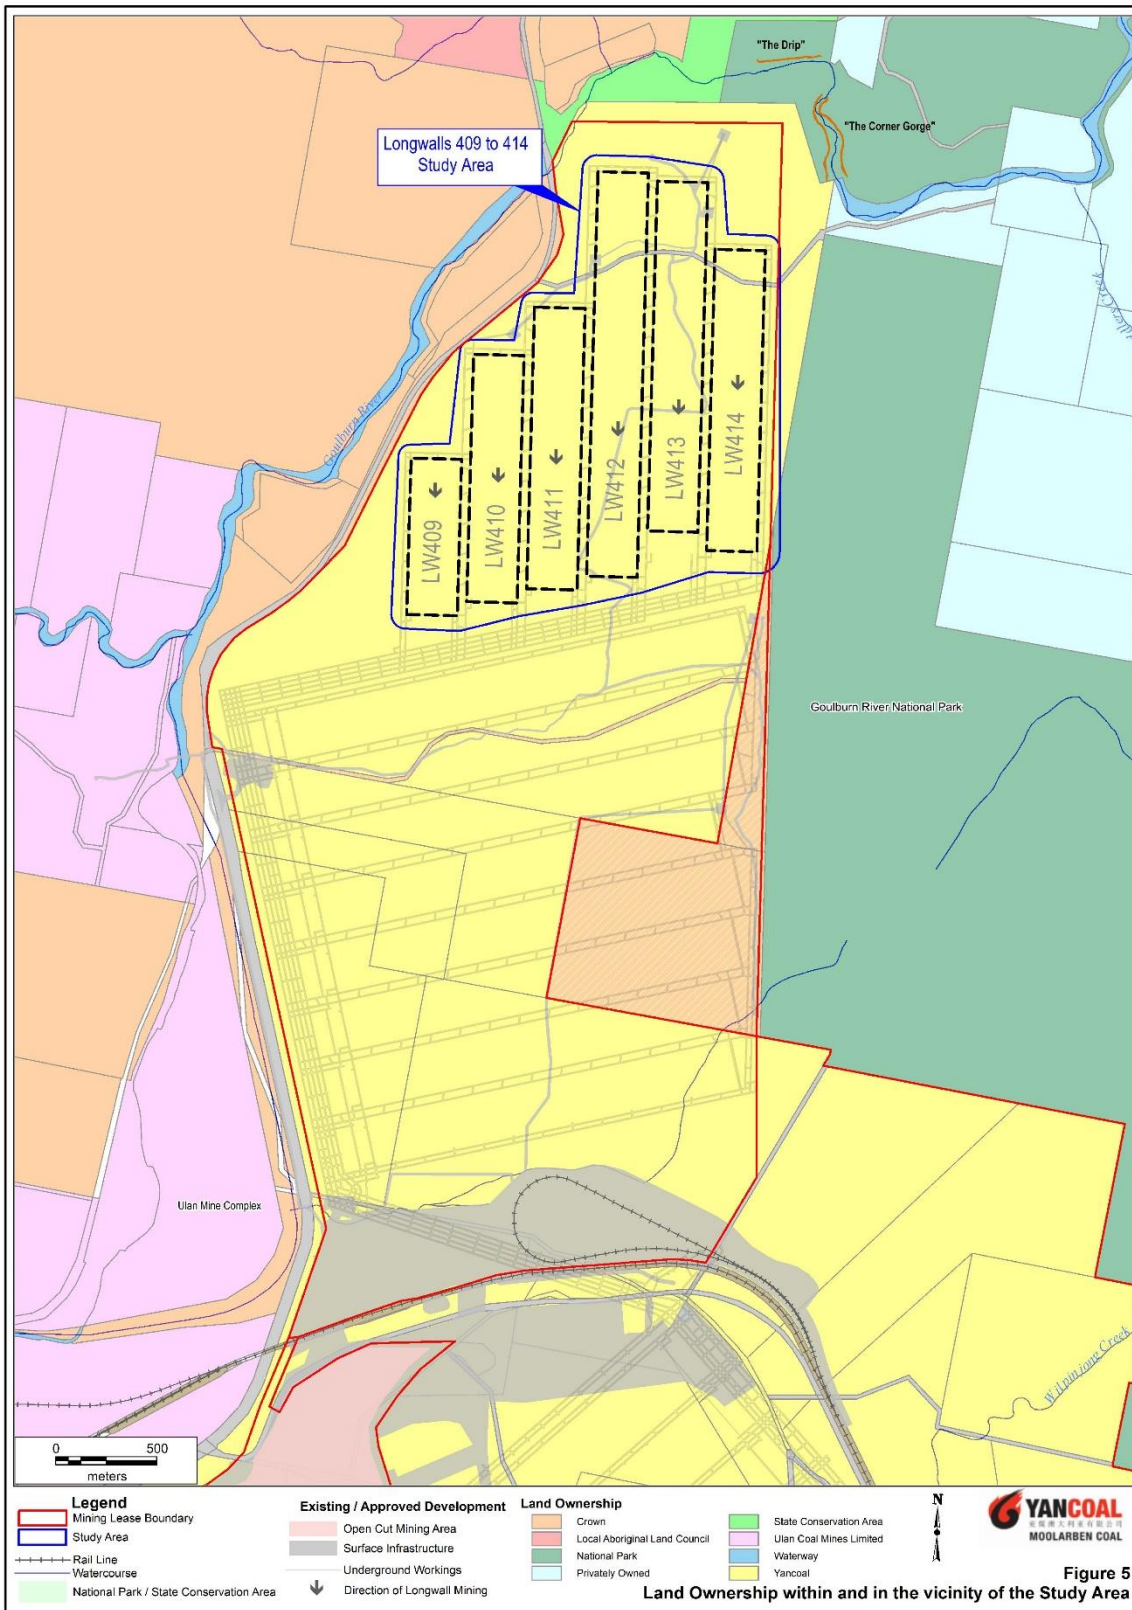 "The Drip"
"The Corner Gorge"
Longwalls 409 to 414
Study Area
Goulburn River
LW409
LW410
LW411
LW412
LW413
LW414
Goulburn River National Park
Ulan Mine Complex
Wilpinjong Creek
0 500
meters
Legend
Mining Lease Boundary
Study Area
Rail Line
Watercourse
National Park / State Conservation Area
Existing / Approved Development
Open Cut Mining Area
Surface Infrastructure
Underground Workings
Direction of Longwall Mining
Land Ownership
Crown
Local Aboriginal Land Council
National Park
Privately Owned
State Conservation Area
Ulan Coal Mines Limited
Waterway
Yancoal
N
YANCOAL
MOOLARBEN COAL
Figure 5
Land Ownership within and in the vicinity of the Study Area